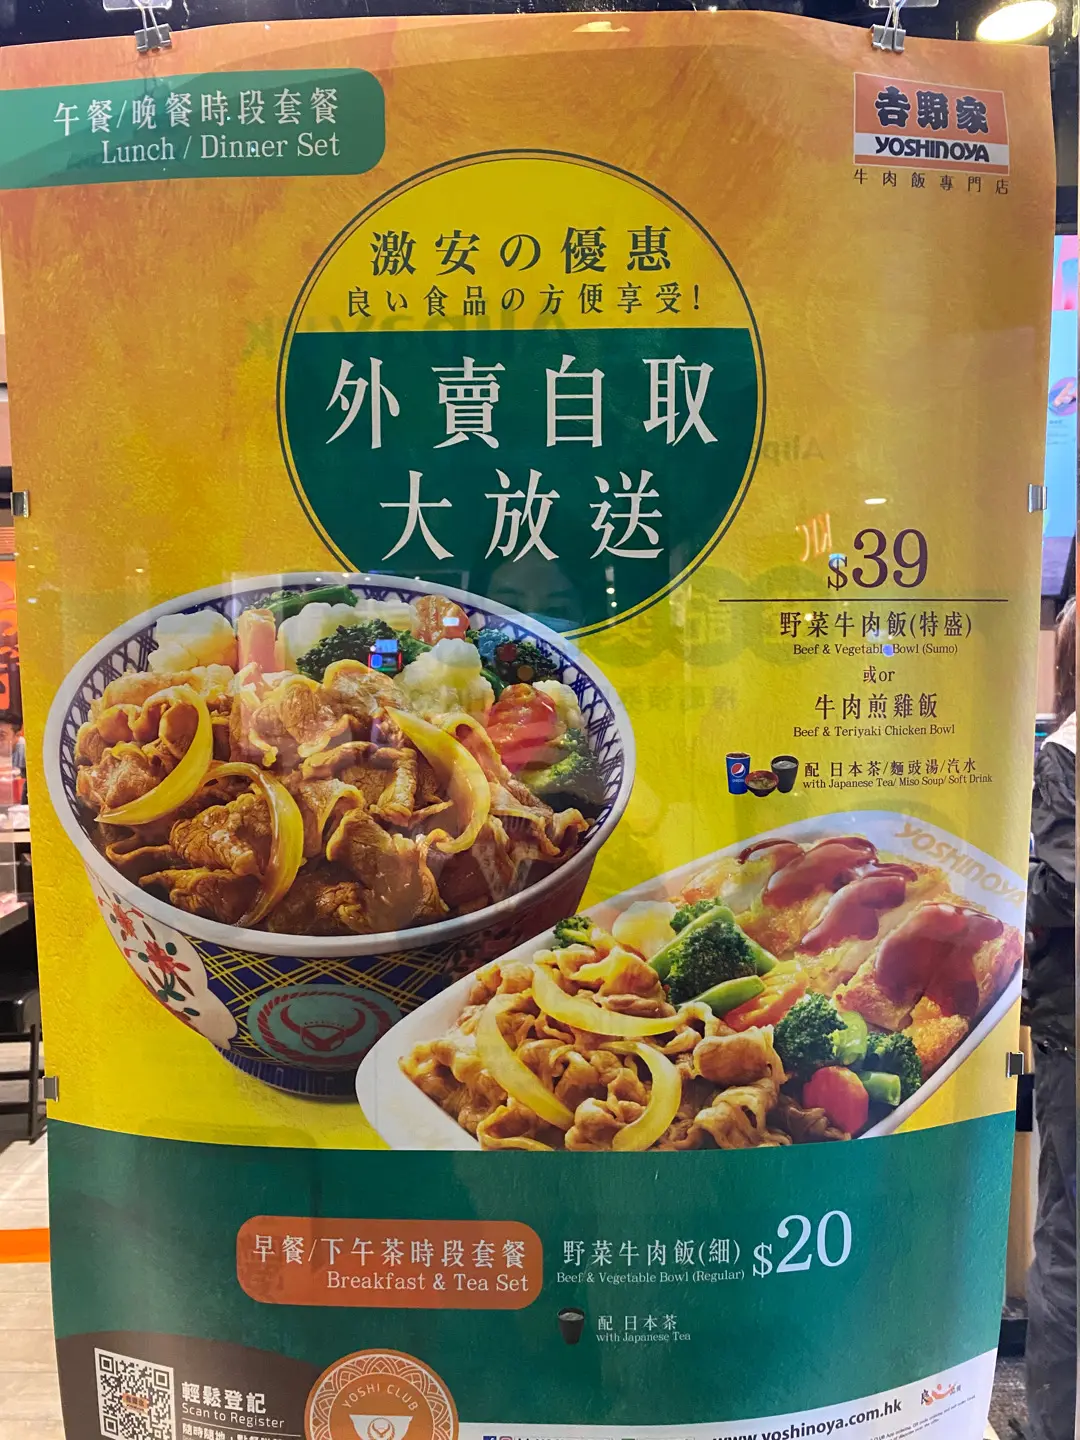 午餐/晚餐時段套餐
Lunch / Dinner Set
吉野家
YOSHINOYA
牛肉飯專門店
激安の優惠
良い食品の方便享受!
外賣自取
大放送
$39
野菜牛肉飯(特盛)
Beef & Vegetable Bowl (Sumo)
或or
牛肉煎雞飯
Beef & Teriyaki Chicken Bowl
配 日本茶/麵豉湯/汽水
with Japanese Tea/ Miso Soup/ Soft Drink
YOSHINOYA
早餐/下午茶時段套餐
Breakfast & Tea Set
野菜牛肉飯(細)
Beef & Vegetable Bowl (Regular)
$20
配 日本茶
with Japanese Tea
輕鬆登記
Scan to Register
YOSHI CLUB
www.yoshinoya.com.hk